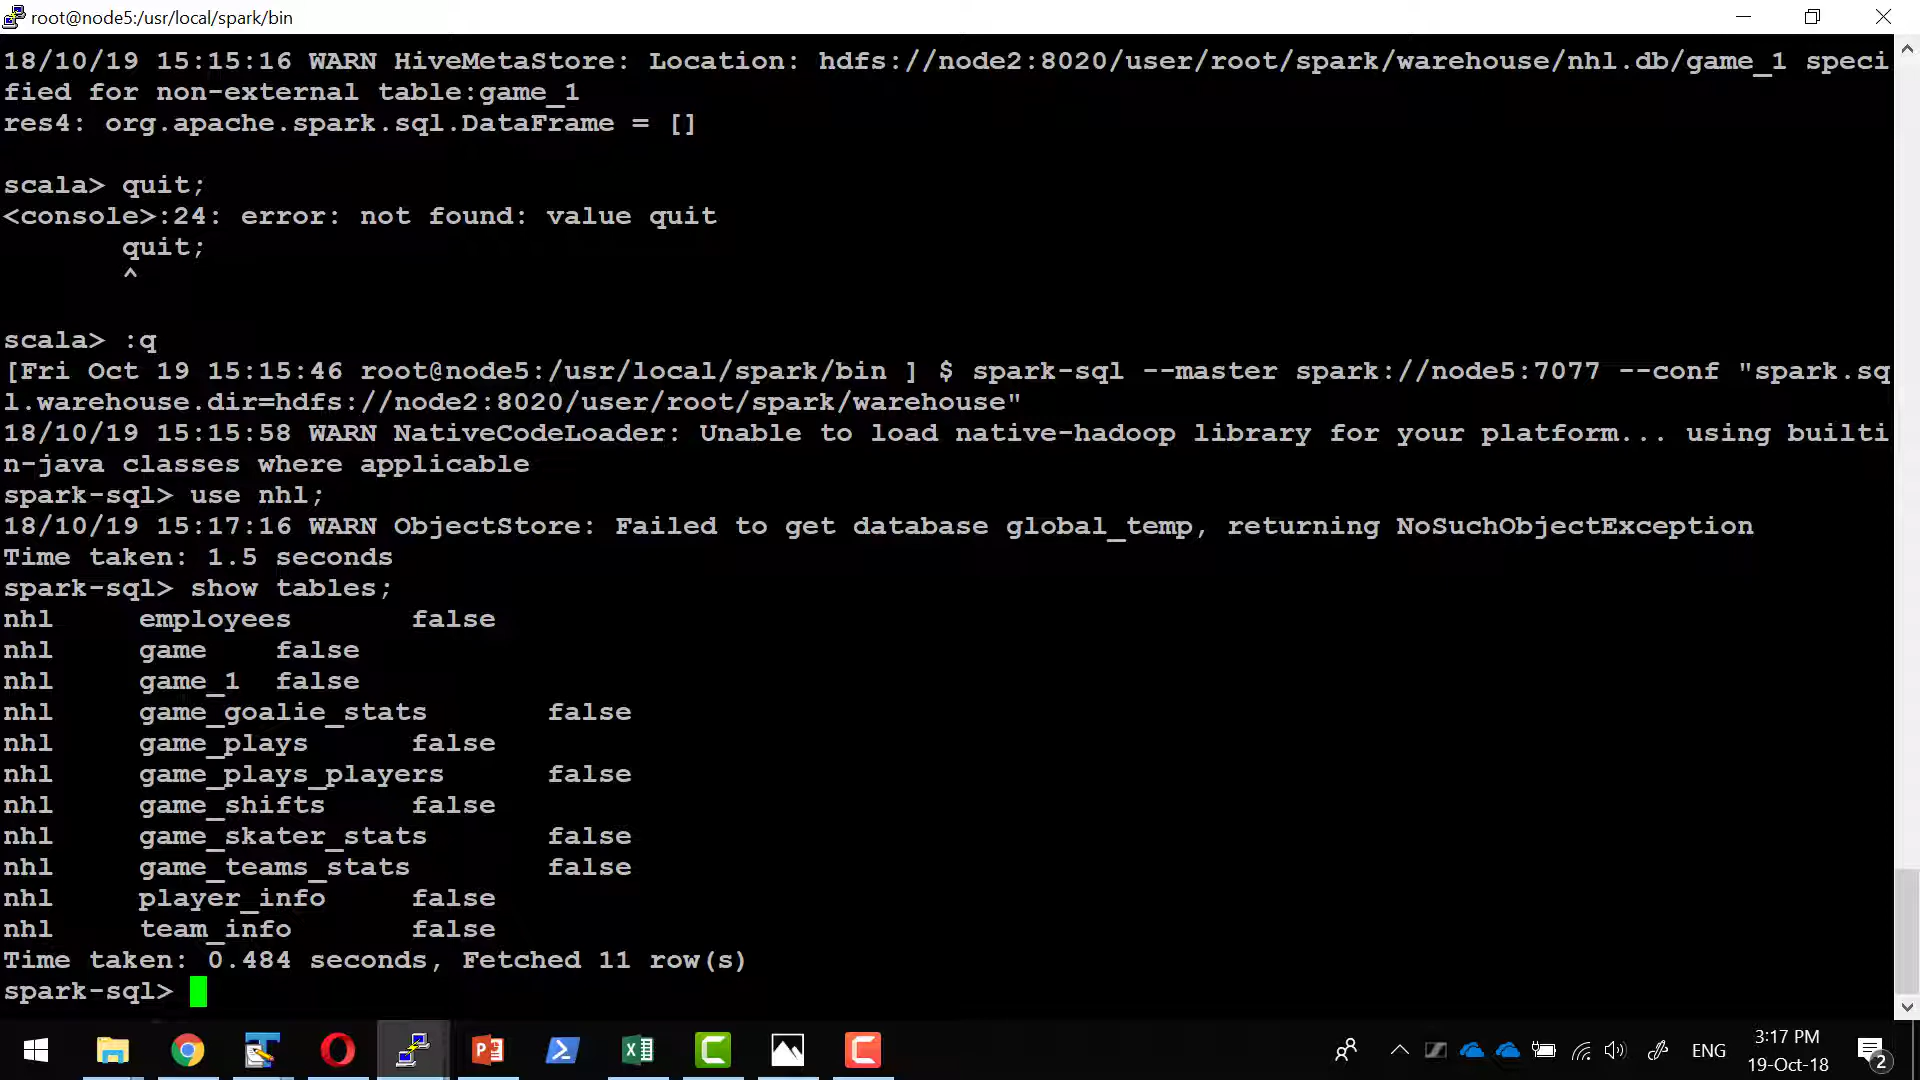 root@node5:/usr/local/spark/bin
18/10/19 15:15:16 WARN HiveMetaStore: Location: hdfs://node2:8020/user/root/spark/warehouse/nhl.db/game_1 speci
fied for non-external table:game_1
res4: org.apache.spark.sql.DataFrame = []
scala> quit;
<console>:24: error: not found: value quit
       quit;
       ^
scala> :q
[Fri Oct 19 15:15:46 root@node5:/usr/local/spark/bin ] $ spark-sql --master spark://node5:7077 --conf "spark.sq
l.warehouse.dir=hdfs://node2:8020/user/root/spark/warehouse"
18/10/19 15:15:58 WARN NativeCodeLoader: Unable to load native-hadoop library for your platform... using builti
n-java classes where applicable
spark-sql> use nhl;
18/10/19 15:17:16 WARN ObjectStore: Failed to get database global_temp, returning NoSuchObjectException
Time taken: 1.5 seconds
spark-sql> show tables;
nhl     employees       false
nhl     game    false
nhl     game_1  false
nhl     game_goalie_stats       false
nhl     game_plays      false
nhl     game_plays_players      false
nhl     game_shifts     false
nhl     game_skater_stats       false
nhl     game_teams_stats        false
nhl     player_info     false
nhl     team_info       false
Time taken: 0.484 seconds, Fetched 11 row(s)
spark-sql>
ENG
3:17 PM
19-Oct-18
2